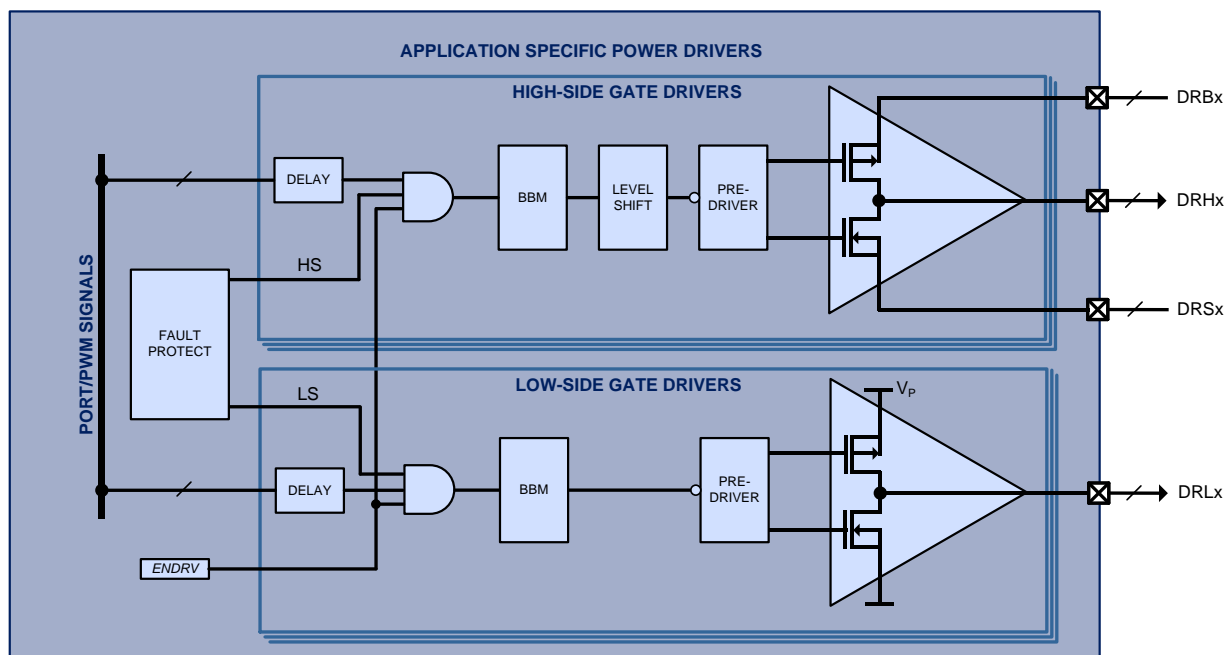 APPLICATION SPECIFIC POWER DRIVERS
HIGH-SIDE GATE DRIVERS
DRBx
DELAY
BBM
LEVEL
SHIFT
PRE-
DRIVER
DRHx
HS
PORT/PWM SIGNALS
FAULT
PROTECT
DRSx
LOW-SIDE GATE DRIVERS
LS
VP
DELAY
BBM
PRE-
DRIVER
DRLx
ENDRV